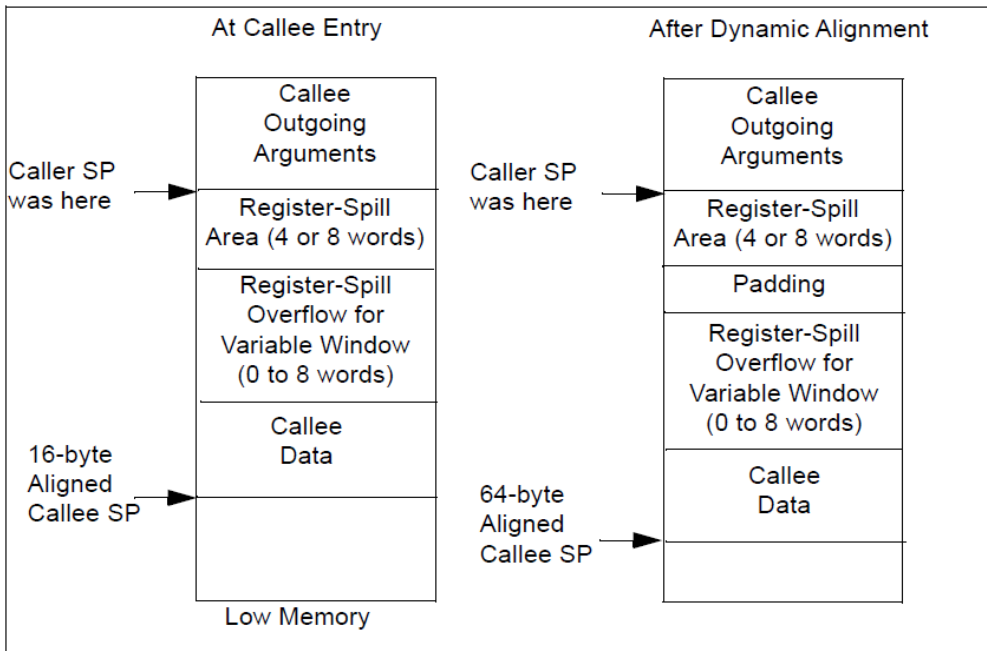 At Callee Entry
Callee
Outgoing
Arguments
Caller SP
was here
Register-Spill
Area (4 or 8 words)
Register-Spill
Overflow for
Variable Window
(0 to 8 words)
Callee
Data
16-byte
Aligned
Callee SP
Low Memory
After Dynamic Alignment
Callee
Outgoing
Arguments
Caller SP
was here
Register-Spill
Area (4 or 8 words)
Padding
Register-Spill
Overflow for
Variable Window
(0 to 8 words)
Callee
Data
64-byte
Aligned
Callee SP